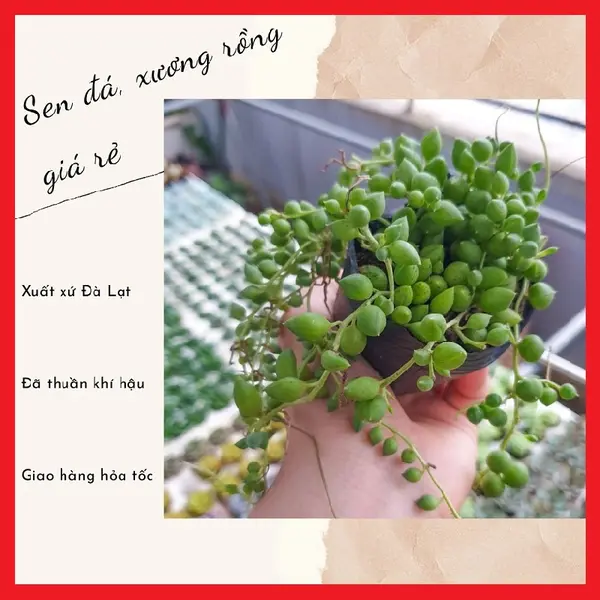 Sen đá, xương rồng
giá rẻ
Xuất xứ Đà Lạt
Đã thuần khí hậu
Giao hàng hỏa tốc